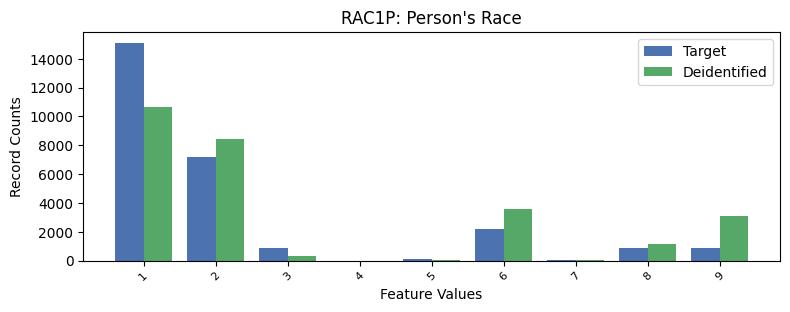 RAC1P: Person's Race
Target
Deidentified
Record Counts
14000
12000
10000
8000
6000
4000
2000
0
1 2 3 4 5 6 7 8 9
Feature Values